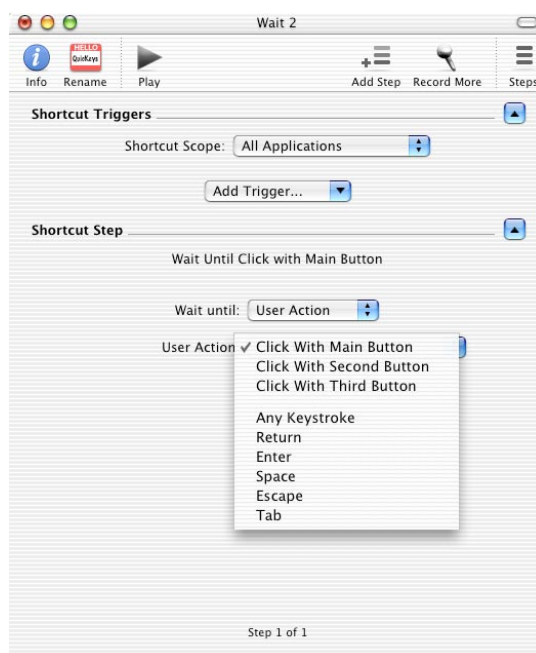 Wait 2
HELLO
QuicKeys
Info Rename Play Add Step Record More Steps
Shortcut Triggers
Shortcut Scope: All Applications
Add Trigger...
Shortcut Step
Wait Until Click with Main Button
Wait until: User Action
User Action ✓ Click With Main Button
Click With Second Button
Click With Third Button
Any Keystroke
Return
Enter
Space
Escape
Tab
Step 1 of 1